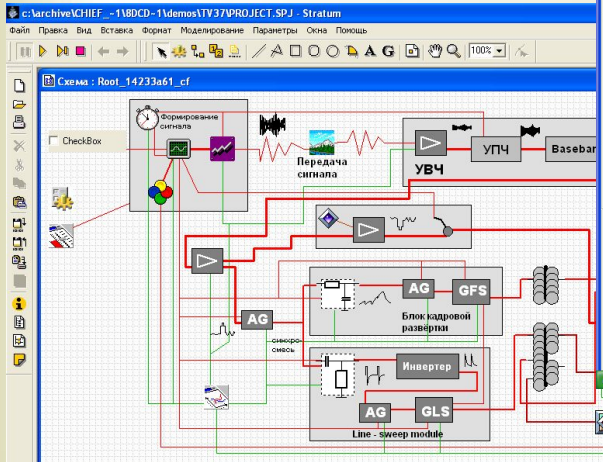 c:\archive\CHIEF_~1\8DCD~1\demos\TV37\PROJECT.SPJ - Stratum
Файл Правка Вид Вставка Формат Моделирование Параметры Окна Помощь
A G 100%
Схема : Root_14233a61_cf
Формирование
сигнала
CheckBox
Передача
сигнала
УВЧ
УПЧ
Baseba
AG
GFS
Блок кадровой
развёртки
AG
синхро-
смесь
Инвертер
AG
GLS
Line - sweep module